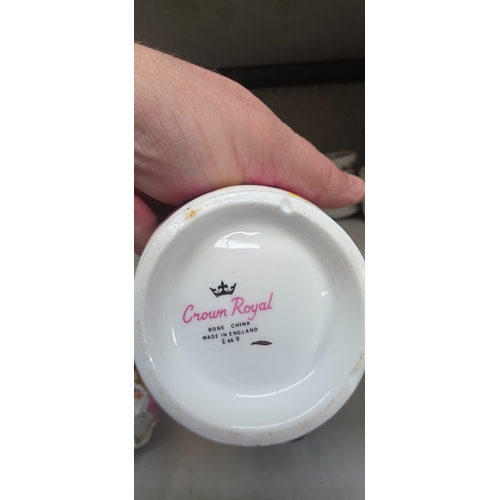 Crown Royal
BONE CHINA
MADE IN ENGLAND
E 66 9